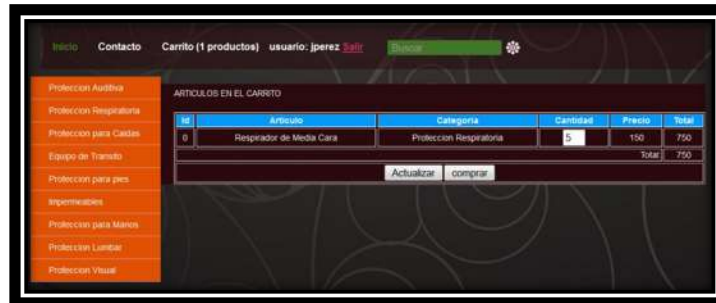 Inicio Contacto Carrito (1 productos) usuario: jperez Salir Buscar
Proteccion Auditiva
Proteccion Respiratoria
Proteccion para Caidas
Equipo de Transito
Proteccion para pies
Impermeables
Proteccion para Manos
Proteccion Lumbar
Proteccion Visual
ARTICULOS EN EL CARRITO
Id Articulo Categoria Cantidad Precio Total
0 Respirador de Media Cara Proteccion Respiratoria 5 150 750
Total 750
Actualizar comprar